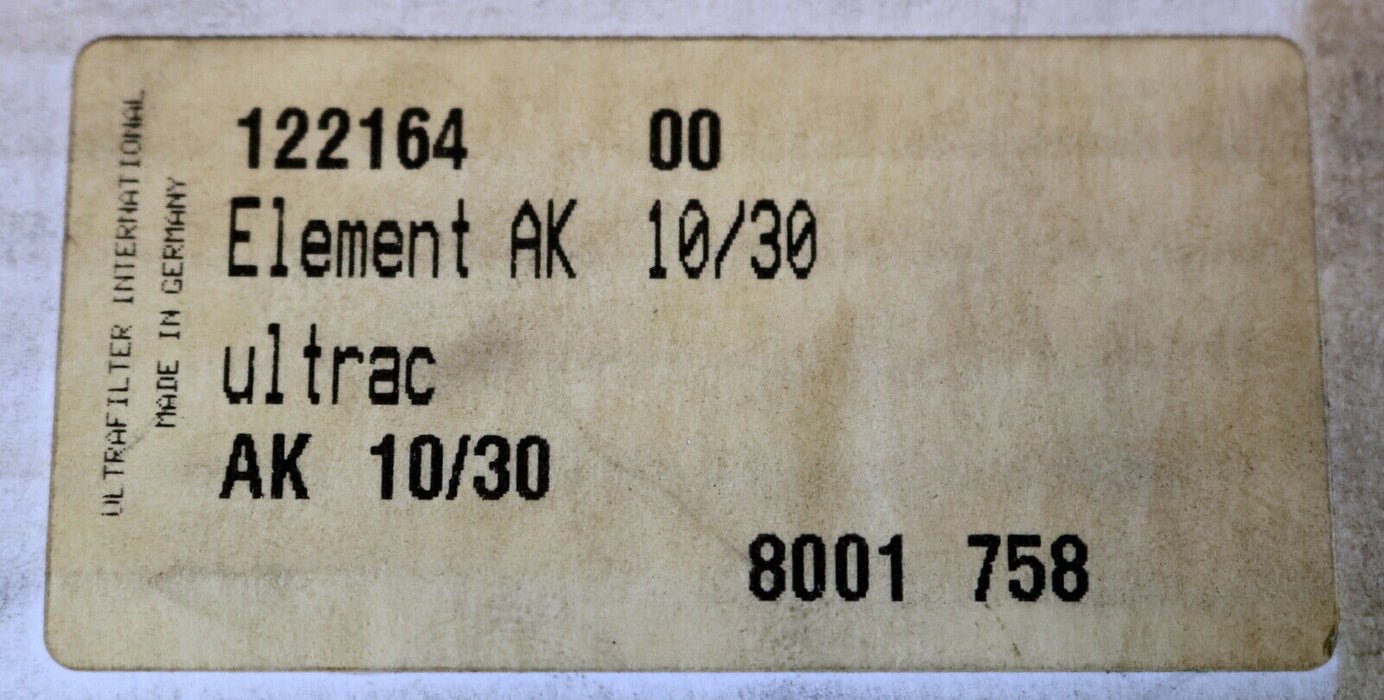 ULTRAFILTER INTERNATIONAL
MADE IN GERMANY
122164 00
Element AK 10/30
ultrac
AK 10/30
8001 758